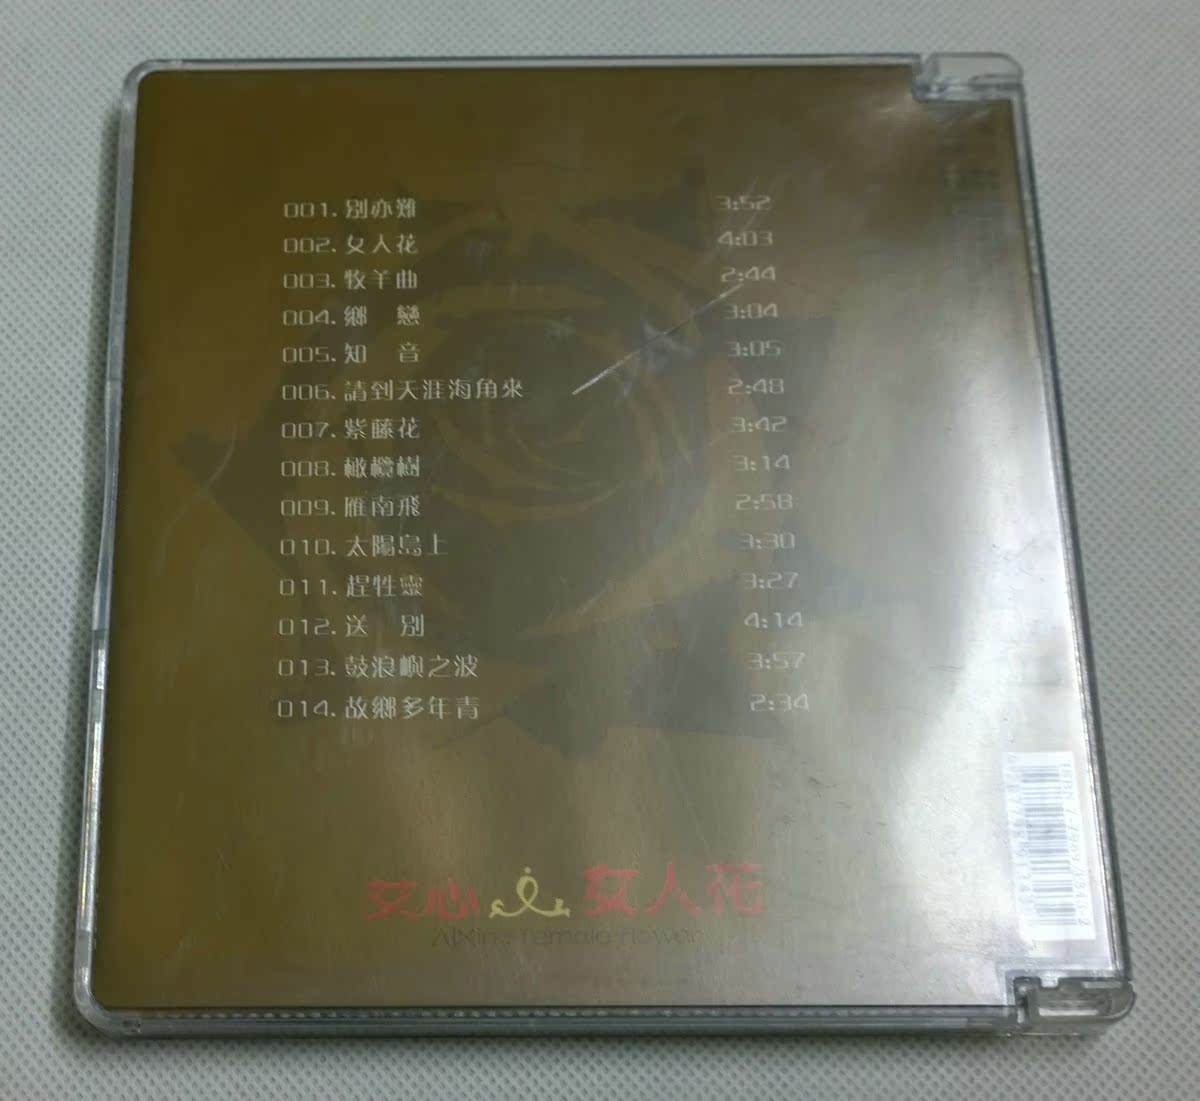 001. 別亦難 3:52
002. 女人花 4:03
003. 牧羊曲 2:44
004. 鄉 戀 3:04
005. 知 音 3:05
006. 請到天涯海角來 2:48
007. 紫藤花 3:42
008. 橄欖樹 3:14
009. 雁南飛 2:58
010. 太陽島上 3:30
011. 趕牲靈 3:27
012. 送 別 4:14
013. 鼓浪嶼之波 3:57
014. 故鄉多年青 2:34
女人花
Female flower